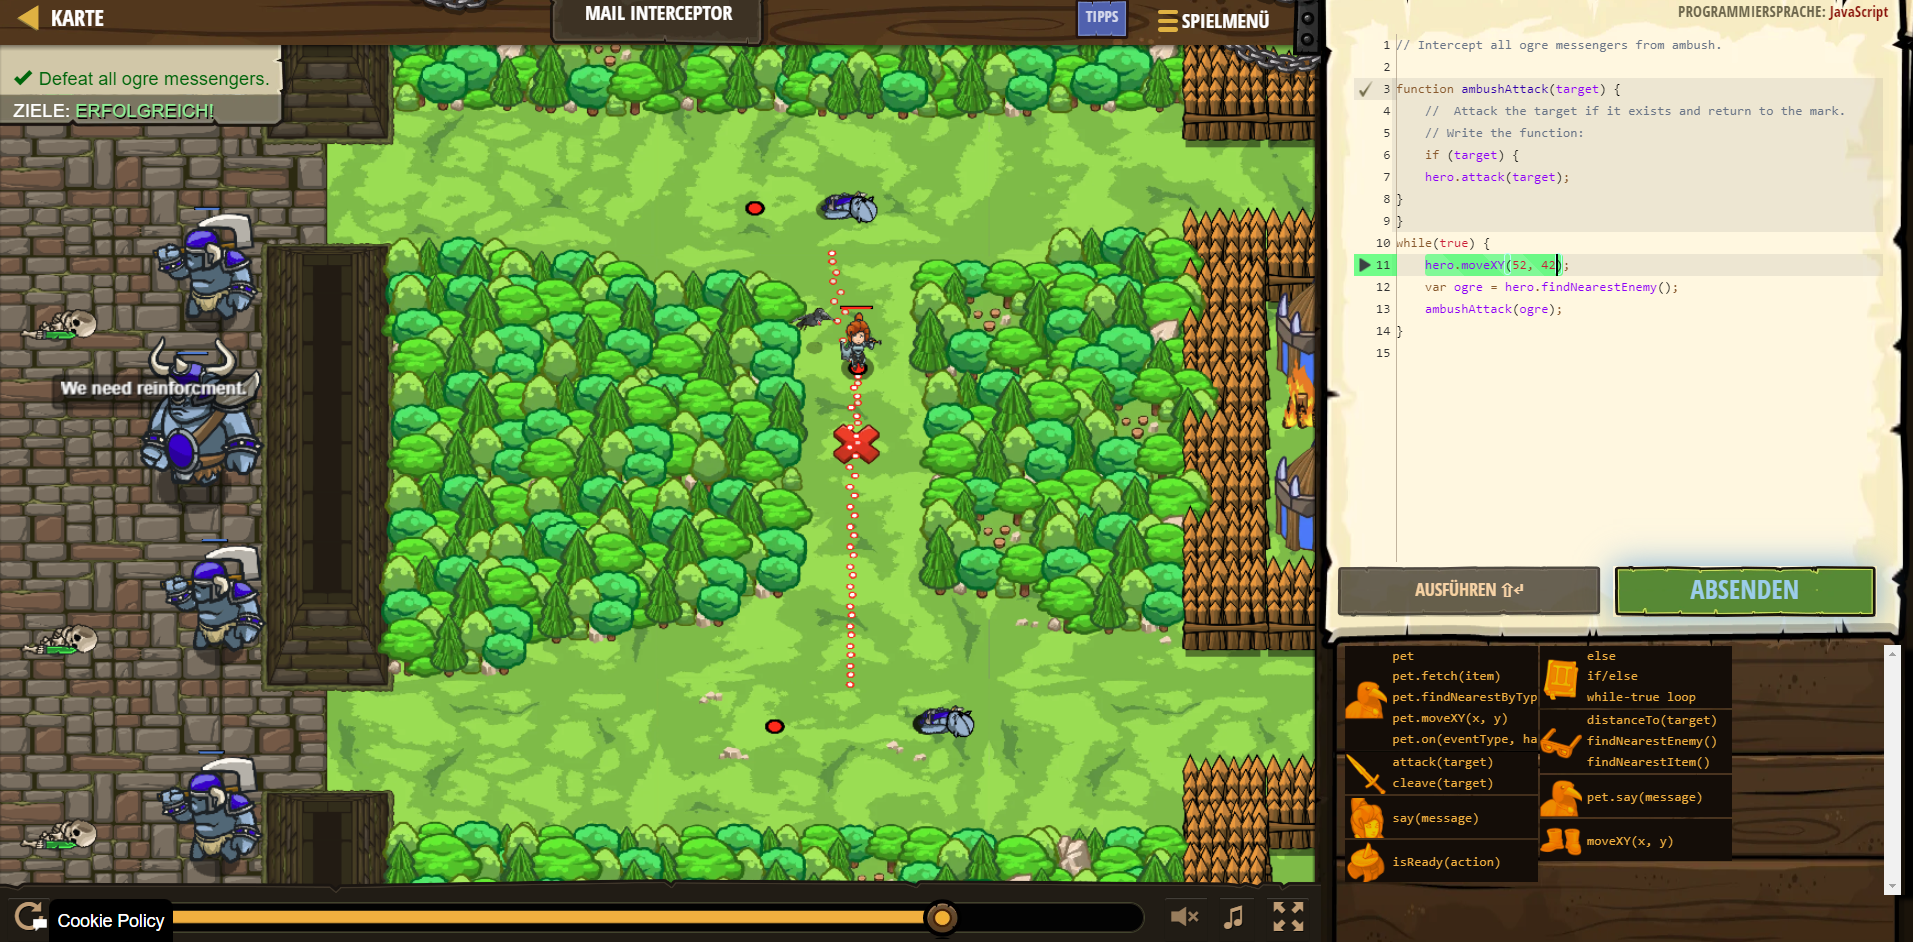 KARTE
MAIL INTERCEPTOR
TIPPS
SPIELMENÜ
PROGRAMMIERSPRACHE: JavaScript
Defeat all ogre messengers.
ZIELE: ERFOLGREICH!
We need reinforcment.
1 // Intercept all ogre messengers from ambush.
2
3 function ambushAttack(target) {
4 //  Attack the target if it exists and return to the mark.
5 // Write the function:
6 if (target) {
7 hero.attack(target);
8 }
9 }
10 while(true) {
11 hero.moveXY(52, 42);
12 var ogre = hero.findNearestEnemy();
13 ambushAttack(ogre);
14 }
15
AUSFÜHREN ⇧↵
ABSENDEN
pet
pet.fetch(item)
pet.findNearestByTyp
pet.moveXY(x, y)
pet.on(eventType, ha
attack(target)
cleave(target)
say(message)
isReady(action)
else
if/else
while-true loop
distanceTo(target)
findNearestEnemy()
findNearestItem()
pet.say(message)
moveXY(x, y)
Cookie Policy